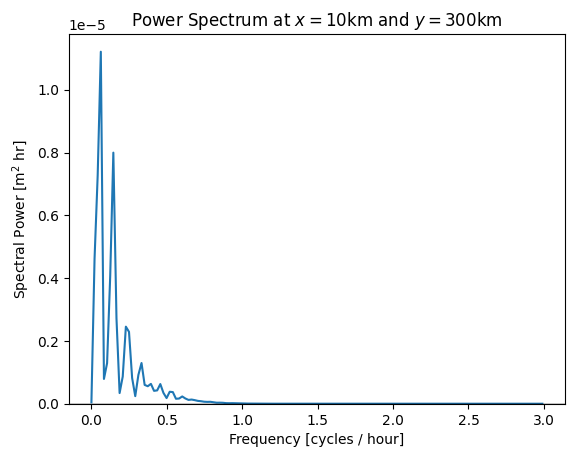 Power Spectrum at x = 10km and y = 300km
1e−5
1.0
0.8
0.6
0.4
0.2
0.0
Spectral Power [m² hr]
0.0 0.5 1.0 1.5 2.0 2.5 3.0
Frequency [cycles / hour]